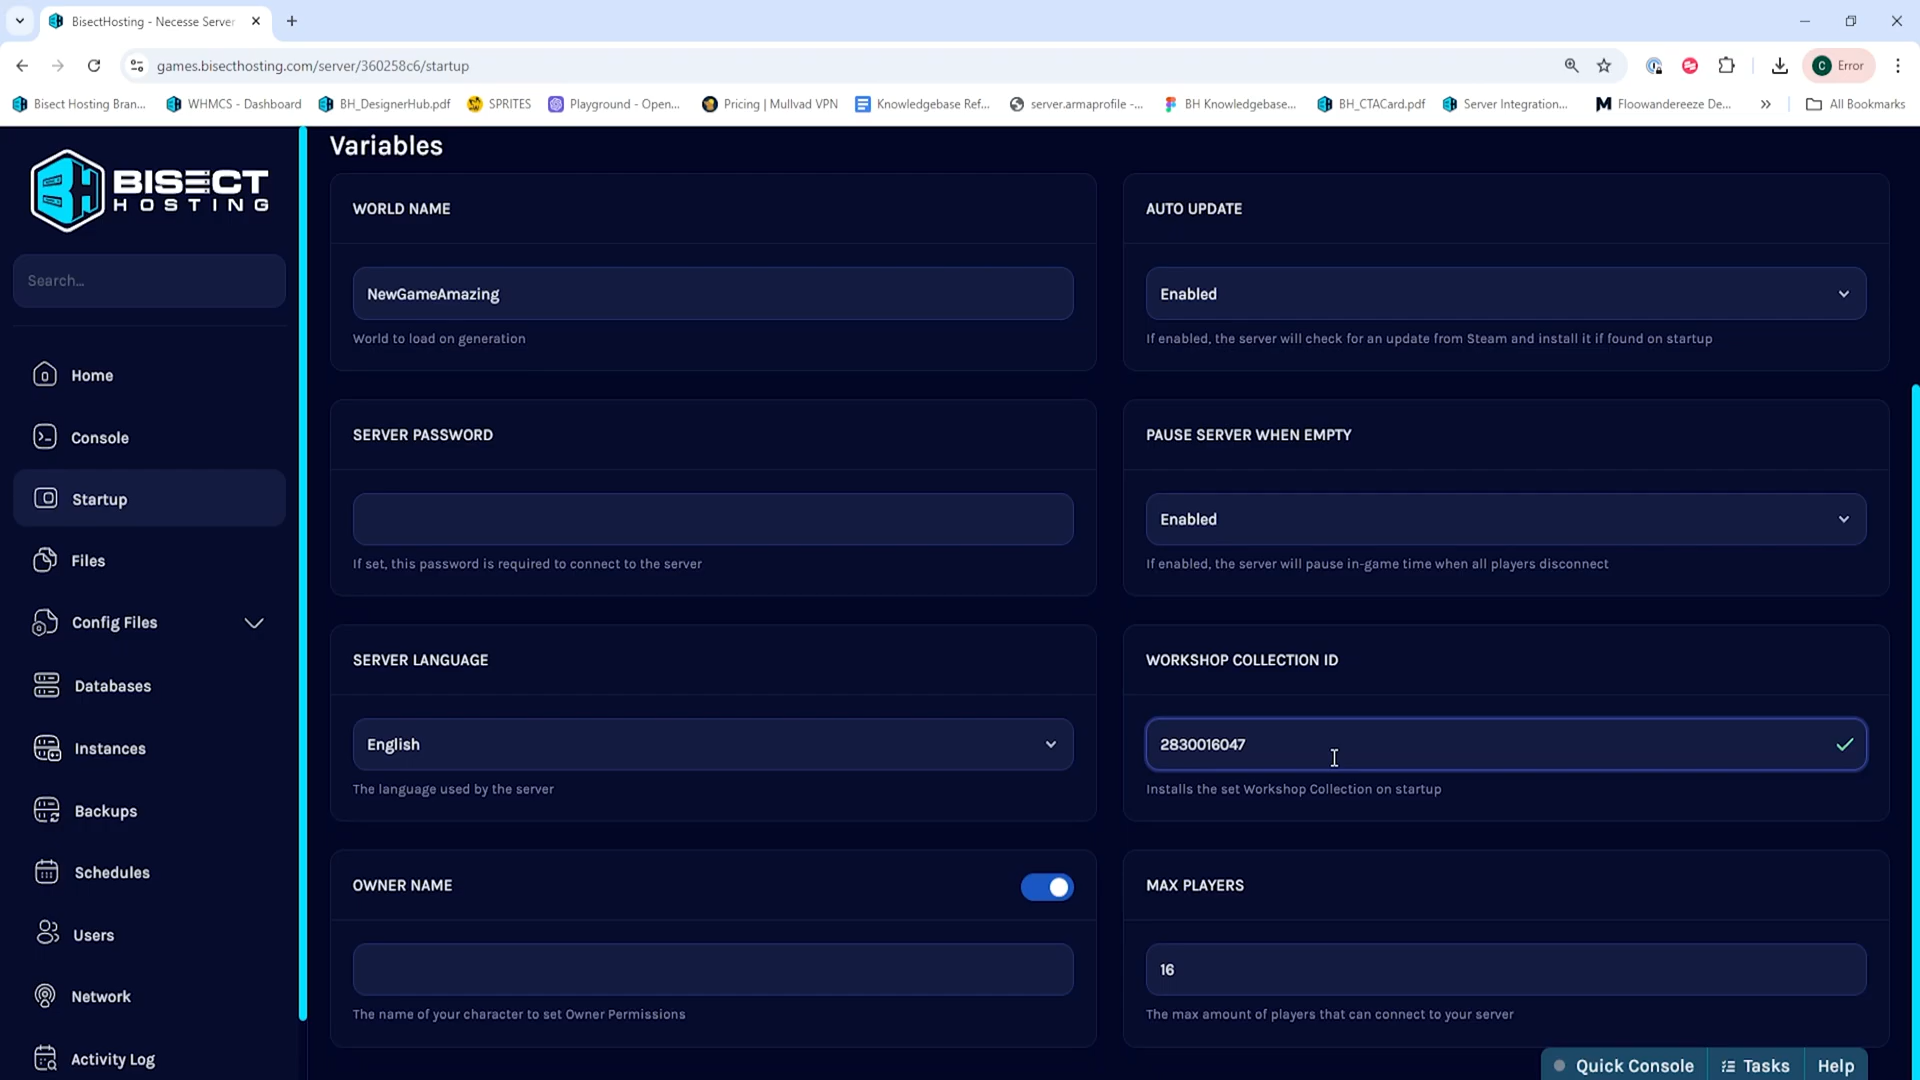 BisectHosting - Necesse Server
games.bisecthosting.com/server/360258c6/startup
Error
Bisect Hosting Bran...
WHMCS - Dashboard
BH_DesignerHub.pdf
SPRITES
Playground - Open...
Pricing | Mullvad VPN
Knowledgebase Ref...
server.armaprofile -...
BH Knowledgebase...
BH_CTACard.pdf
Server Integration...
Floowandereeze De...
All Bookmarks
BISECT
HOSTING
Search...
Home
Console
Startup
Files
Config Files
Databases
Instances
Backups
Schedules
Users
Network
Activity Log
Variables
WORLD NAME
NewGameAmazing
World to load on generation
AUTO UPDATE
Enabled
If enabled, the server will check for an update from Steam and install it if found on startup
SERVER PASSWORD
If set, this password is required to connect to the server
PAUSE SERVER WHEN EMPTY
Enabled
If enabled, the server will pause in-game time when all players disconnect
SERVER LANGUAGE
English
The language used by the server
WORKSHOP COLLECTION ID
2830016047
Installs the set Workshop Collection on startup
OWNER NAME
The name of your character to set Owner Permissions
MAX PLAYERS
16
The max amount of players that can connect to your server
Quick Console
Tasks
Help